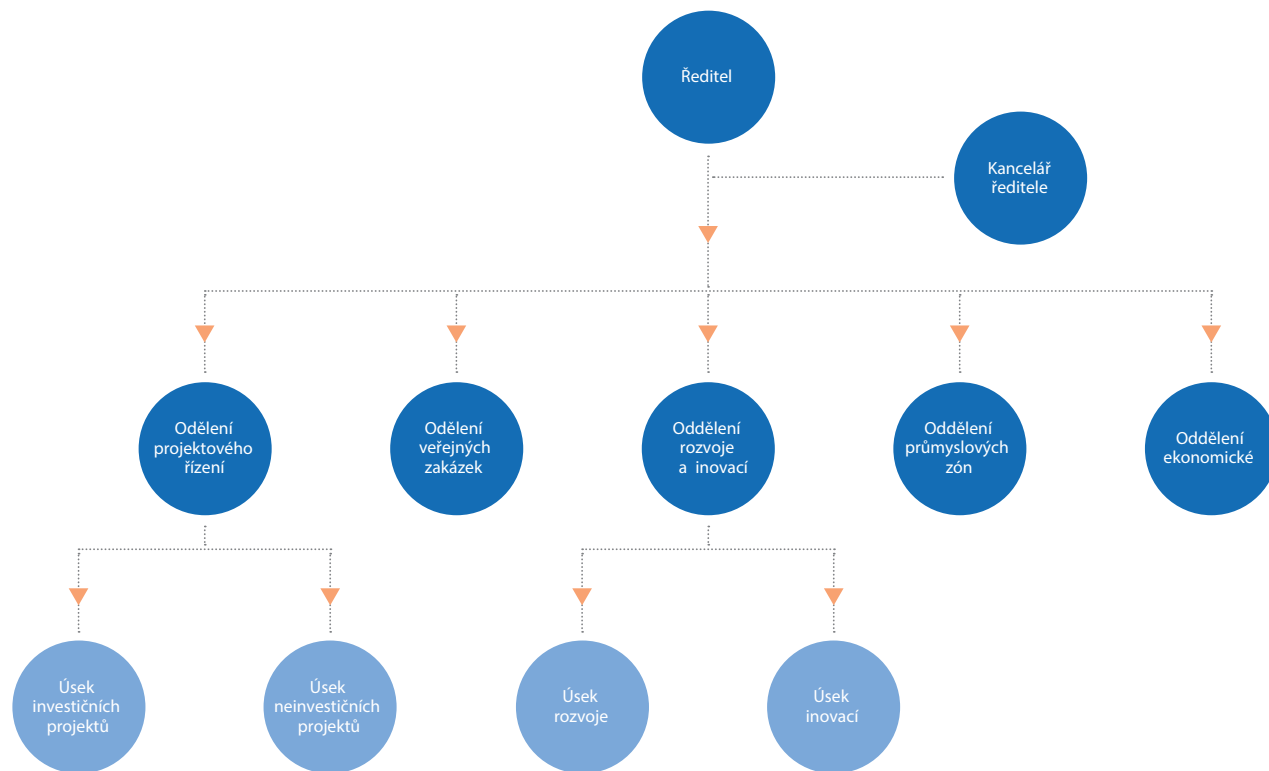 Ředitel
Kancelář
ředitele
Odělení
projektového
řízení
Oddělení
veřejných
zakázek
Oddělení
rozvoje
a inovací
Oddělení
průmyslových
zón
Oddělení
ekonomické
Úsek
investičních
projektů
Úsek
neinvestičních
projektů
Úsek
rozvoje
Úsek
inovací